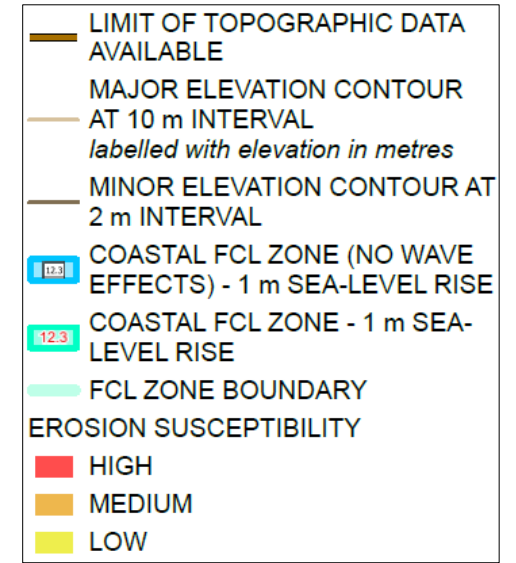 LIMIT OF TOPOGRAPHIC DATA
AVAILABLE
MAJOR ELEVATION CONTOUR
AT 10 m INTERVAL
labelled with elevation in metres
MINOR ELEVATION CONTOUR AT
2 m INTERVAL
12.3
COASTAL FCL ZONE (NO WAVE
EFFECTS) - 1 m SEA-LEVEL RISE
12.3
COASTAL FCL ZONE - 1 m SEA-
LEVEL RISE
FCL ZONE BOUNDARY
EROSION SUSCEPTIBILITY
HIGH
MEDIUM
LOW